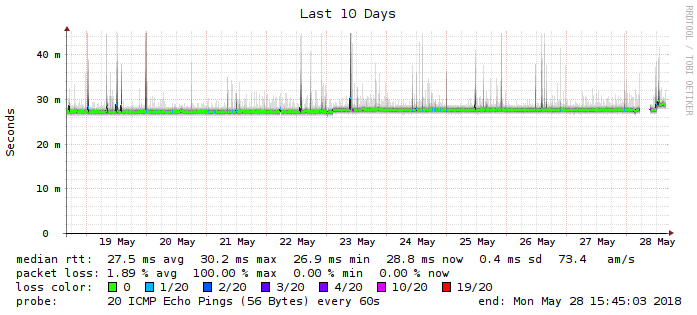 Last 10 Days
RRDTOOL / TOBI OETIKER
Seconds
40 m
30 m
20 m
10 m
0
19 May 20 May 21 May 22 May 23 May 24 May 25 May 26 May 27 May 28 May
median rtt: 27.5 ms avg 30.2 ms max 26.9 ms min 28.8 ms now 0.4 ms sd 73.4 am/s
packet loss: 1.89 % avg 100.00 % max 0.00 % min 0.00 % now
loss color: 0 1/20 2/20 3/20 4/20 10/20 19/20
probe: 20 ICMP Echo Pings (56 Bytes) every 60s end: Mon May 28 15:45:03 2018